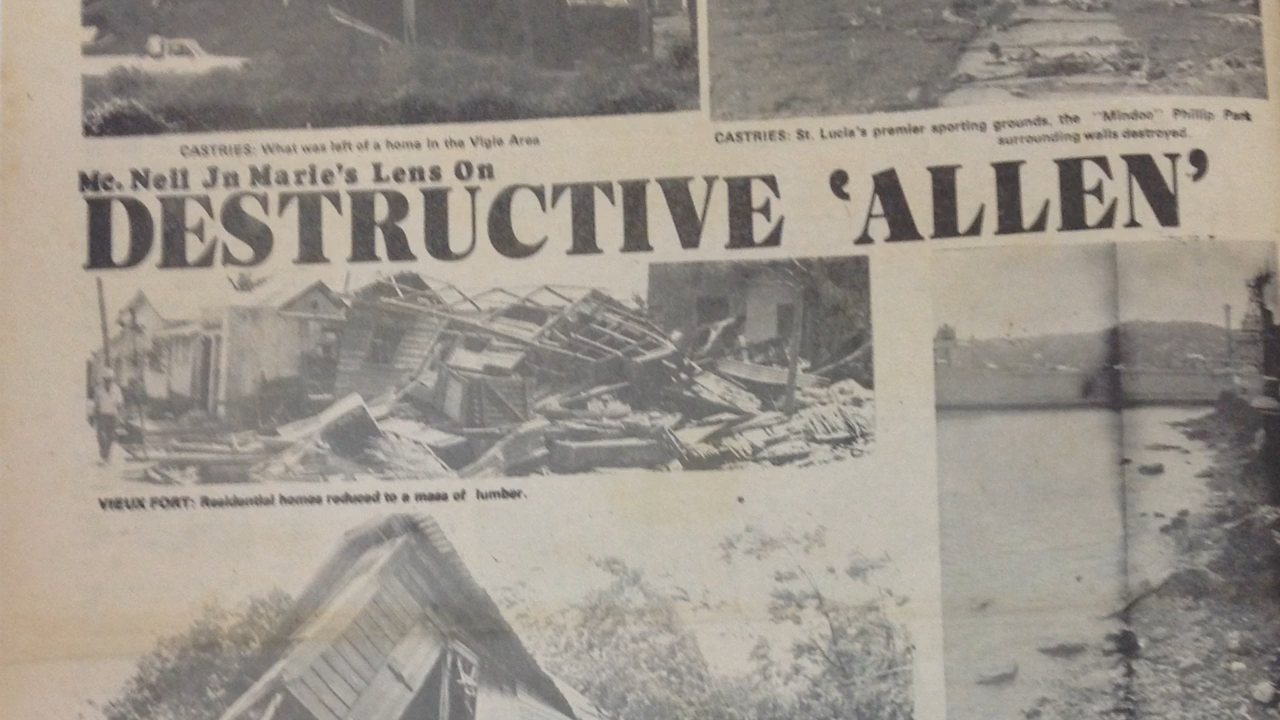 CASTRIES: What was left of a home in the Vigie Area
CASTRIES: St. Lucia's premier sporting grounds, the "Mindoo" Phillip Park
surrounding walls destroyed.
Mc. Neil Jn Marie's Lens On
DESTRUCTIVE 'ALLEN'
VIEUX FORT: Residential homes reduced to a mass of lumber.